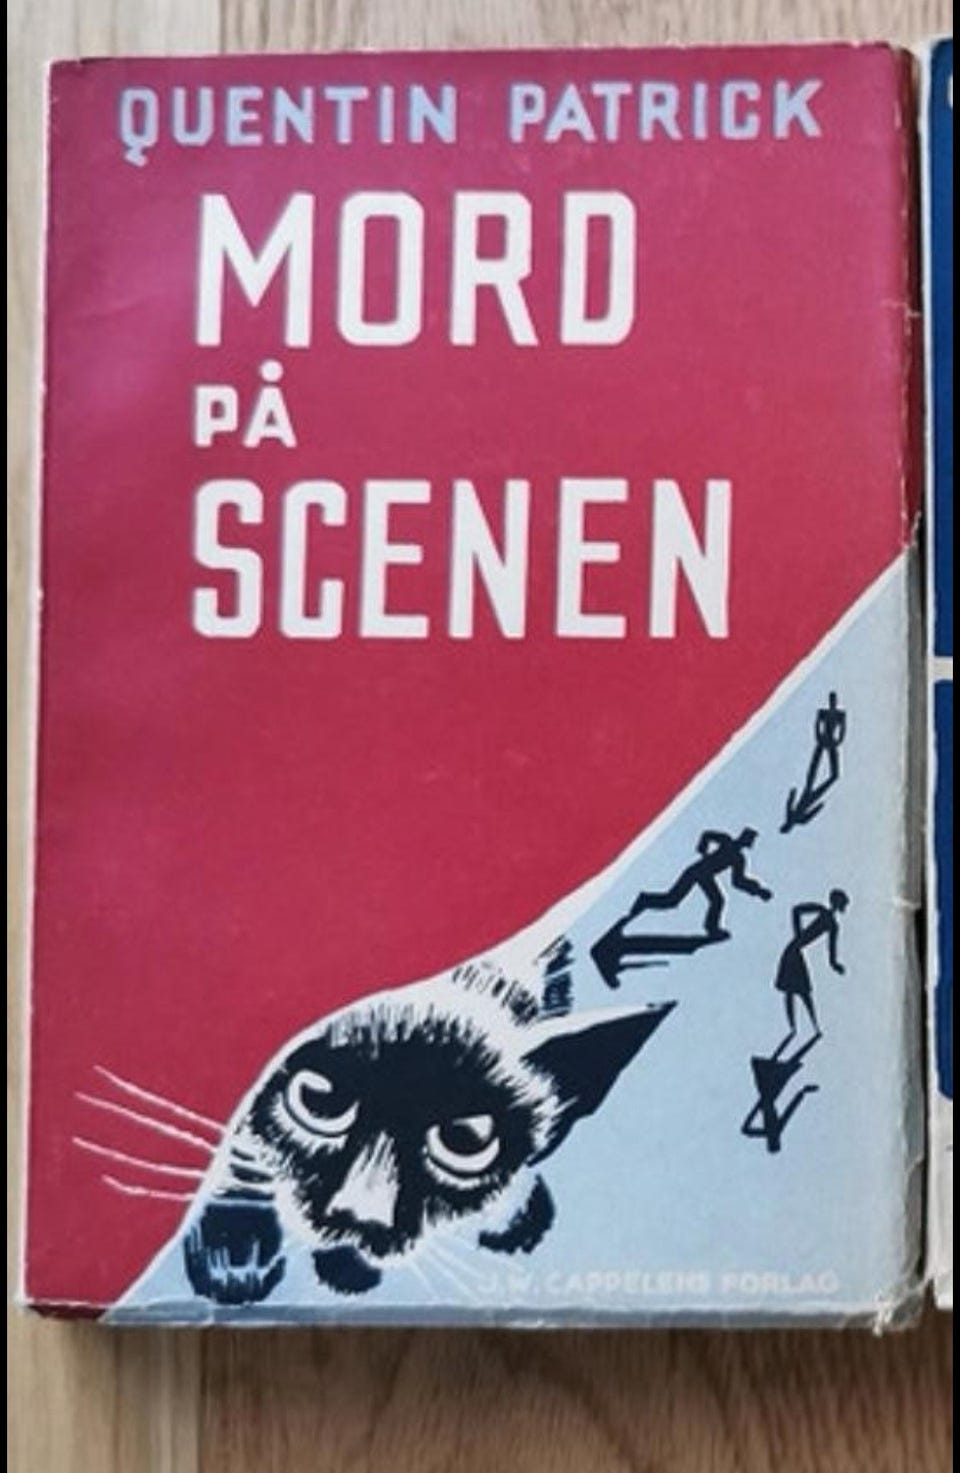 QUENTIN PATRICK
MORD
PÅ
SCENEN
J.W. CAPPELENS FORLAG